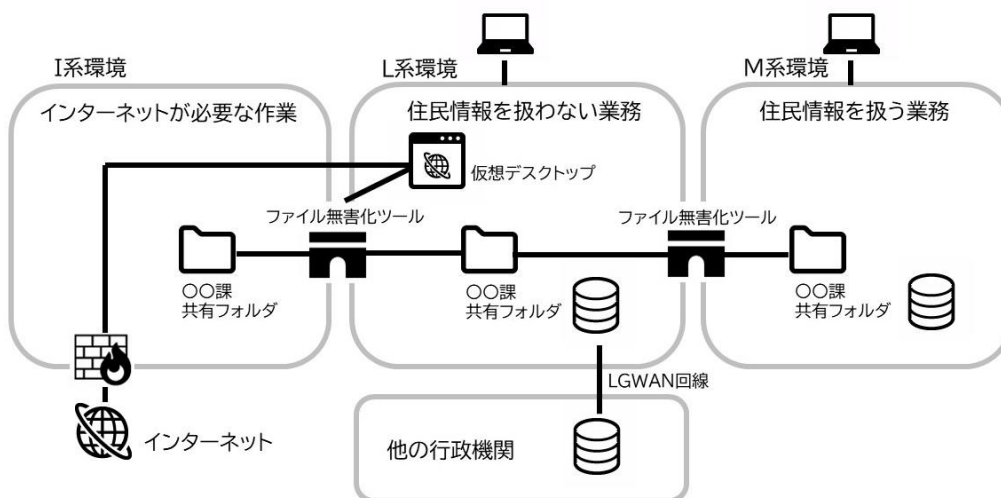 I系環境
L系環境
M系環境
インターネットが必要な作業
住民情報を扱わない業務
住民情報を扱う業務
仮想デスクトップ
ファイル無害化ツール
ファイル無害化ツール
〇〇課
共有フォルダ
〇〇課
共有フォルダ
〇〇課
共有フォルダ
LGWAN回線
インターネット
他の行政機関